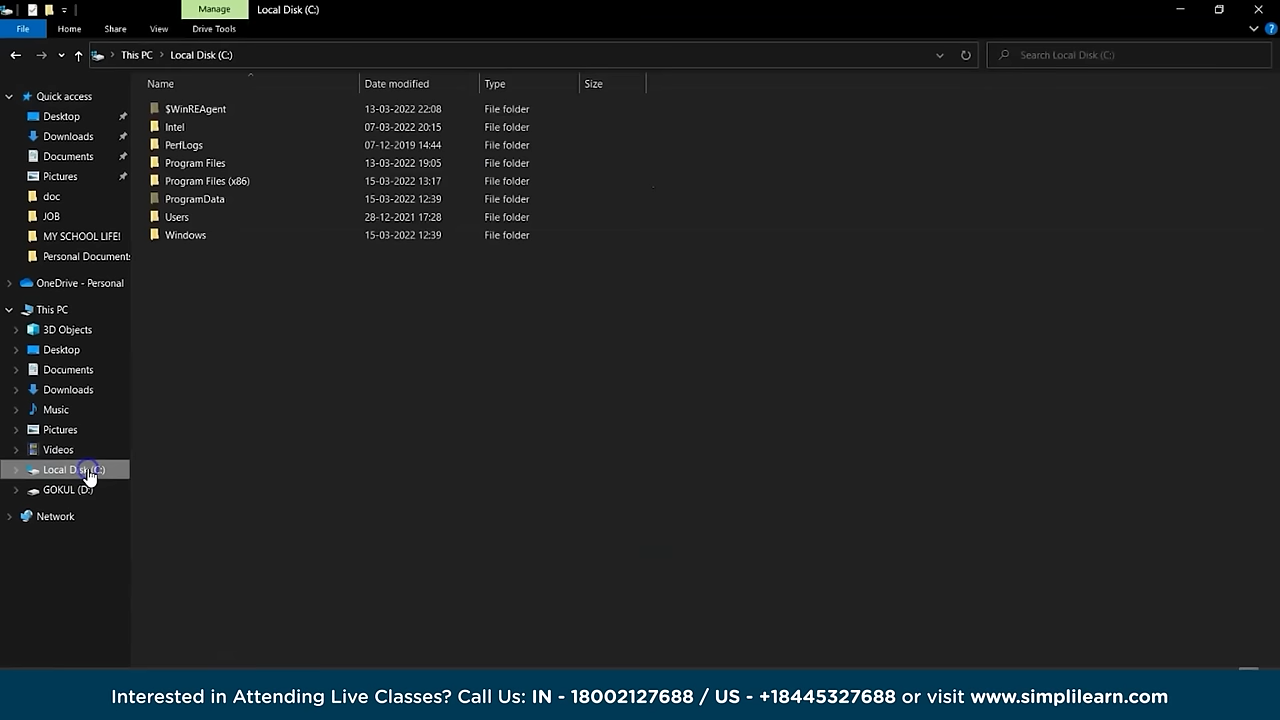 Manage
Local Disk (C:)
File
Home
Share
View
Drive Tools
This PC
Local Disk (C:)
Search Local Disk (C:)
Name
Date modified
Type
Size
$WinREAgent 13-03-2022 22:08 File folder
Intel 07-03-2022 20:15 File folder
PerfLogs 07-12-2019 14:44 File folder
Program Files 13-03-2022 19:05 File folder
Program Files (x86) 15-03-2022 13:17 File folder
ProgramData 15-03-2022 12:39 File folder
Users 28-12-2021 17:28 File folder
Windows 15-03-2022 12:39 File folder
Quick access
Desktop
Downloads
Documents
Pictures
doc
JOB
MY SCHOOL LIFE!
Personal Documents
OneDrive - Personal
This PC
3D Objects
Desktop
Documents
Downloads
Music
Pictures
Videos
Local Disk (C:)
GOKUL (D:)
Network
Interested in Attending Live Classes? Call Us: IN - 18002127688 / US - +18445327688 or visit www.simplilearn.com